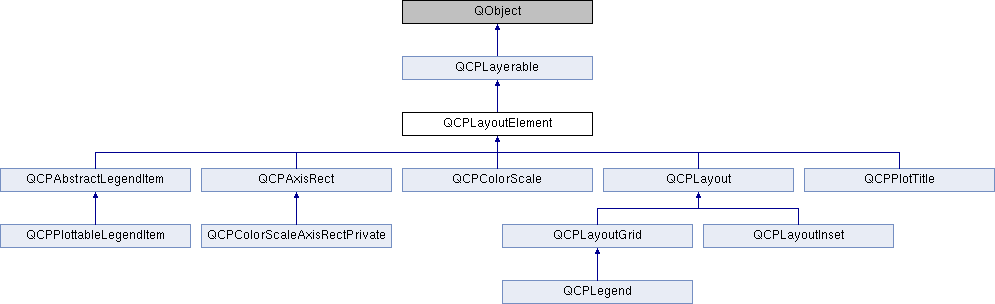 QObject
QCPLayerable
QCPLayoutElement
QCPAbstractLegendItem QCPAxisRect QCPColorScale QCPLayout QCPPlotTitle
QCPPlottableLegendItem QCPColorScaleAxisRectPrivate QCPLayoutGrid QCPLayoutInset
QCPLegend